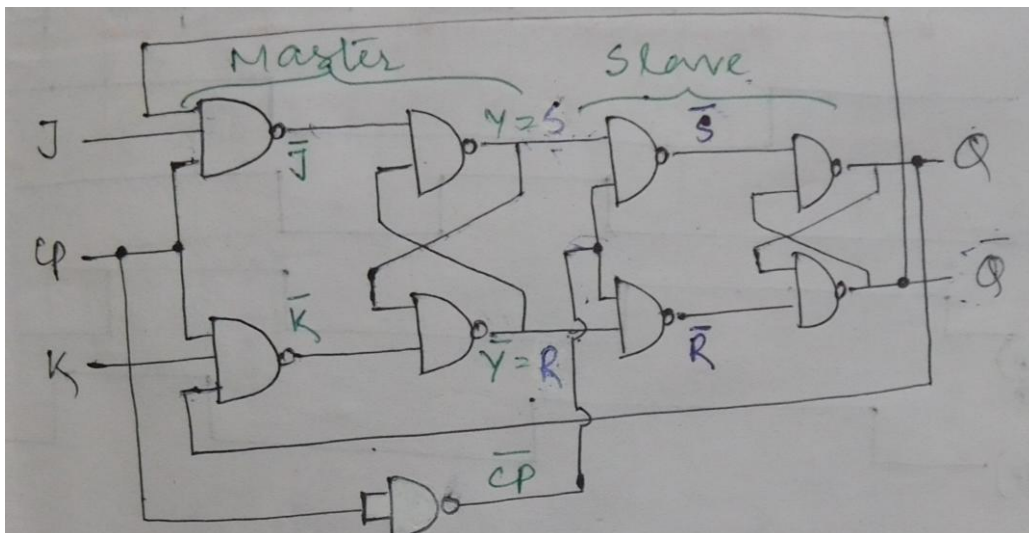 Master
Slave
J
J̅
Y = S
S̅
Q
CP
K̅
Q̅
K
Y̅ = R
R̅
C̅P̅